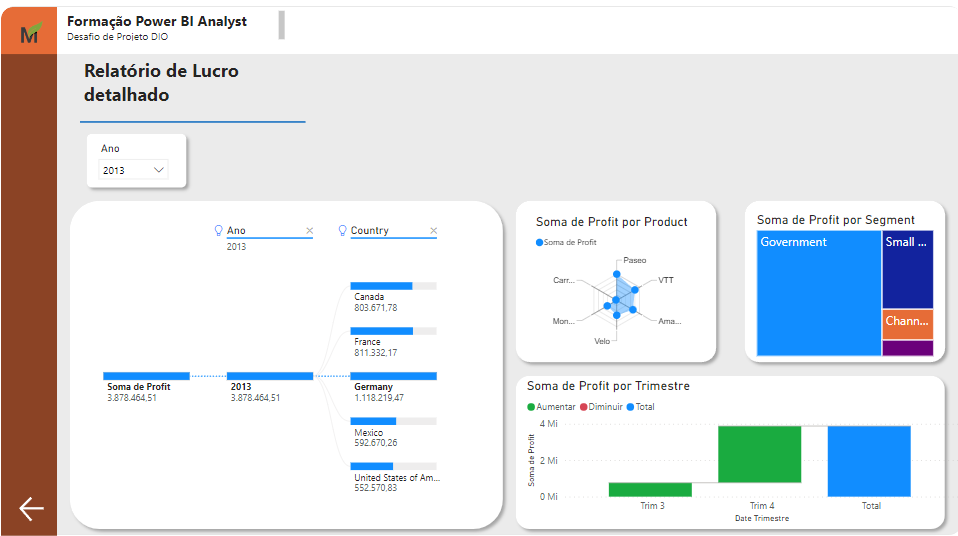 M
Formação Power BI Analyst
Desafio de Projeto DIO
Relatório de Lucro
detalhado
Ano
2013
Ano
2013
Country
Canada
803.671,78
France
811.332,17
Soma de Profit
3.878.464,51
2013
3.878.464,51
Germany
1.118.219,47
Mexico
592.670,26
United States of Am...
552.570,83
Soma de Profit por Product
Soma de Profit
Paseo
Carr...
VTT
Mon...
Ama...
Velo
Soma de Profit por Segment
Government
Small ...
Chann...
Soma de Profit por Trimestre
Aumentar Diminuir Total
Soma de Profit
4 Mi
2 Mi
0 Mi
Trim 3
Trim 4
Total
Date Trimestre